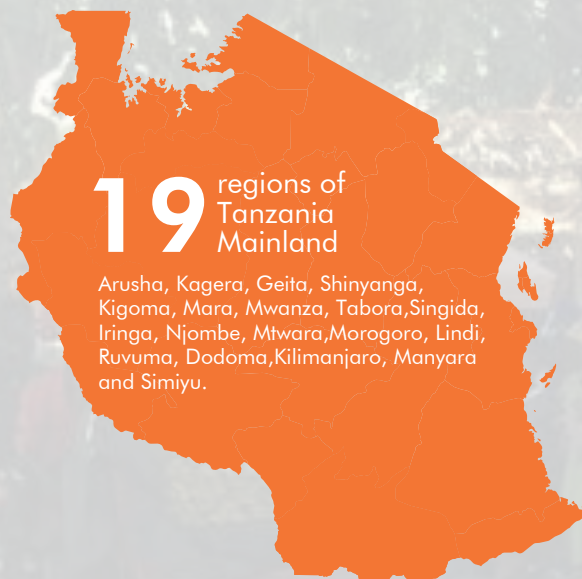 19 regions of
Tanzania
Mainland
Arusha, Kagera, Geita, Shinyanga,
Kigoma, Mara, Mwanza, Tabora,Singida,
Iringa, Njombe, Mtwara,Morogoro, Lindi,
Ruvuma, Dodoma,Kilimanjaro, Manyara
and Simiyu.